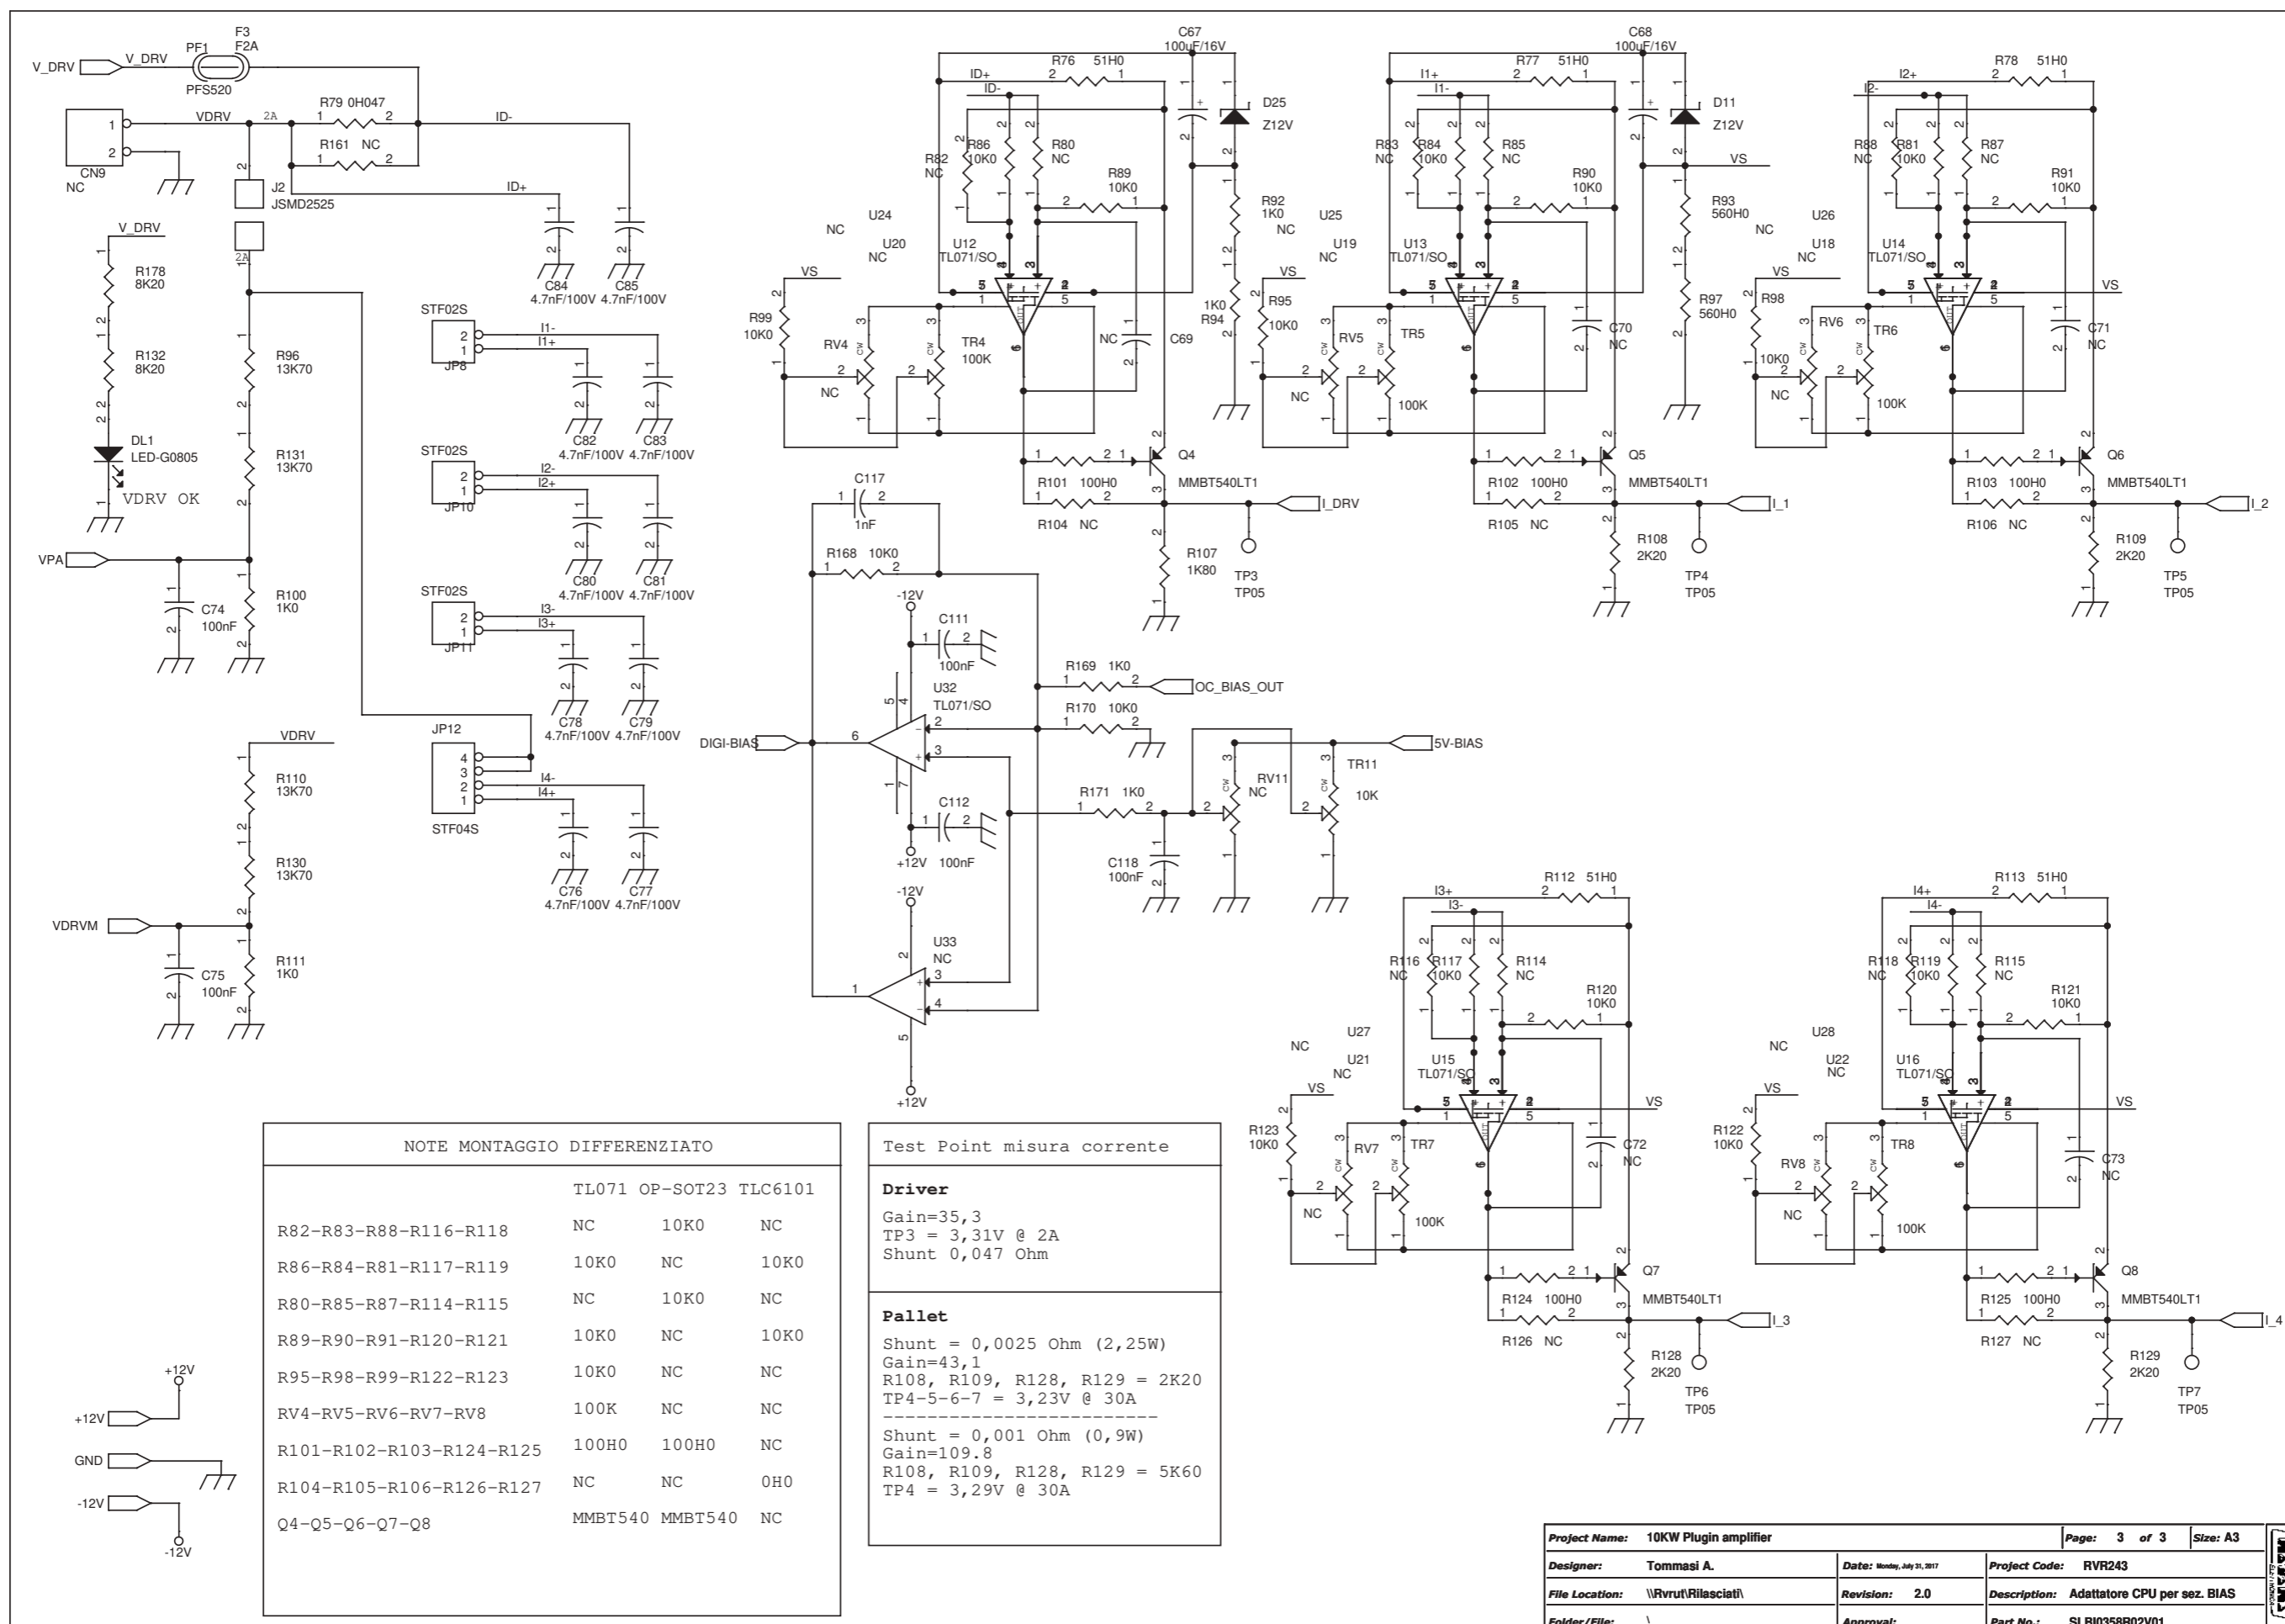 V_DRV
V_DRV
PF1
F3
F2A
PFS520
R79 0H047
1
2
VDRV
2A
ID-
R161 NC
1
2
CN9
NC
1
2
J2
JSMD2525
2
2A
1
ID+
C84
4.7nF/100V
C85
4.7nF/100V
V_DRV
R178
8K20
R132
8K20
DL1
LED-G0805
VDRV OK
R96
13K70
R131
13K70
VPA
C74
100nF
R100
1K0
STF02S
2
1
JP8
I1-
I1+
C82
4.7nF/100V
C83
4.7nF/100V
STF02S
2
1
JP10
I2-
I2+
C80
4.7nF/100V
C81
4.7nF/100V
STF02S
2
1
JP11
I3-
I3+
C78
4.7nF/100V
C79
4.7nF/100V
JP12
4
3
2
1
STF04S
I4-
I4+
C76
4.7nF/100V
C77
4.7nF/100V
VDRV
R110
13K70
R130
13K70
VDRVM
C75
100nF
R111
1K0
C67
100uF/16V
R76 51H0
ID+
ID-
D25
Z12V
R82
NC
R86
10K0
R80
NC
R89
10K0
R92
1K0
1K0
R94
U24
NC
U20
NC
U12
TL071/SO
VS
R99
10K0
RV4
NC
TR4
100K
NC
C69
Q4
MMBT540LT1
R101 100H0
R104 NC
I_DRV
R107
1K80
TP3
TP05
C68
100uF/16V
R77 51H0
I1+
I1-
D11
Z12V
VS
R83
NC
R84
10K0
R85
NC
R90
10K0
R93
560H0
R97
560H0
U25
NC
U19
NC
U13
TL071/SO
VS
R95
10K0
RV5
NC
TR5
100K
C70
NC
Q5
MMBT540LT1
R102 100H0
R105 NC
I_1
R108
2K20
TP4
TP05
R78 51H0
I2+
I2-
R88
NC
R81
10K0
R87
NC
R91
10K0
U26
NC
U18
NC
U14
TL071/SO
VS
VS
R98
10K0
RV6
NC
TR6
100K
C71
NC
Q6
MMBT540LT1
R103 100H0
R106 NC
I_2
R109
2K20
TP5
TP05
C117
1nF
R168 10K0
-12V
C111
100nF
U32
TL071/SO
DIGI-BIAS
C112
100nF
+12V
R169 1K0
OC_BIAS_OUT
R170 10K0
R171 1K0
C118
100nF
RV11
NC
TR11
10K
5V-BIAS
-12V
U33
NC
+12V
R112 51H0
I3+
I3-
R116
NC
R117
10K0
R114
NC
R120
10K0
U27
NC
U21
NC
U15
TL071/SO
VS
VS
R123
10K0
RV7
NC
TR7
100K
C72
NC
Q7
MMBT540LT1
R124 100H0
R126 NC
I_3
R128
2K20
TP6
TP05
R113 51H0
I4+
I4-
R118
NC
R119
10K0
R115
NC
R121
10K0
U28
NC
U22
NC
U16
TL071/SO
VS
VS
R122
10K0
RV8
NC
TR8
100K
C73
NC
Q8
MMBT540LT1
R125 100H0
R127 NC
I_4
R129
2K20
TP7
TP05
+12V
+12V
GND
-12V
-12V
NOTE MONTAGGIO DIFFERENZIATO
TL071 OP-SOT23 TLC6101
R82-R83-R88-R116-R118 NC 10K0 NC
R86-R84-R81-R117-R119 10K0 NC 10K0
R80-R85-R87-R114-R115 NC 10K0 NC
R89-R90-R91-R120-R121 10K0 NC 10K0
R95-R98-R99-R122-R123 10K0 NC NC
RV4-RV5-RV6-RV7-RV8 100K NC NC
R101-R102-R103-R124-R125 100H0 100H0 NC
R104-R105-R106-R126-R127 NC NC 0H0
Q4-Q5-Q6-Q7-Q8 MMBT540 MMBT540 NC
Test Point misura corrente
Driver
Gain=35,3
TP3 = 3,31V @ 2A
Shunt 0,047 Ohm
Pallet
Shunt = 0,0025 Ohm (2,25W)
Gain=43,1
R108, R109, R128, R129 = 2K20
TP4-5-6-7 = 3,23V @ 30A
-------------------------
Shunt = 0,001 Ohm (0,9W)
Gain=109.8
R108, R109, R128, R129 = 5K60
TP4 = 3,29V @ 30A
Project Name: 10KW Plugin amplifier Page: 3 of 3 Size: A3
Designer: Tommasi A. Date: Monday, July 31, 2017 Project Code: RVR243
File Location: \\Rvrut\Rilasciati\ Revision: 2.0 Description: Adattatore CPU per sez. BIAS
Folder/File: \ Approval: Part No.: SLBI0358R02V01